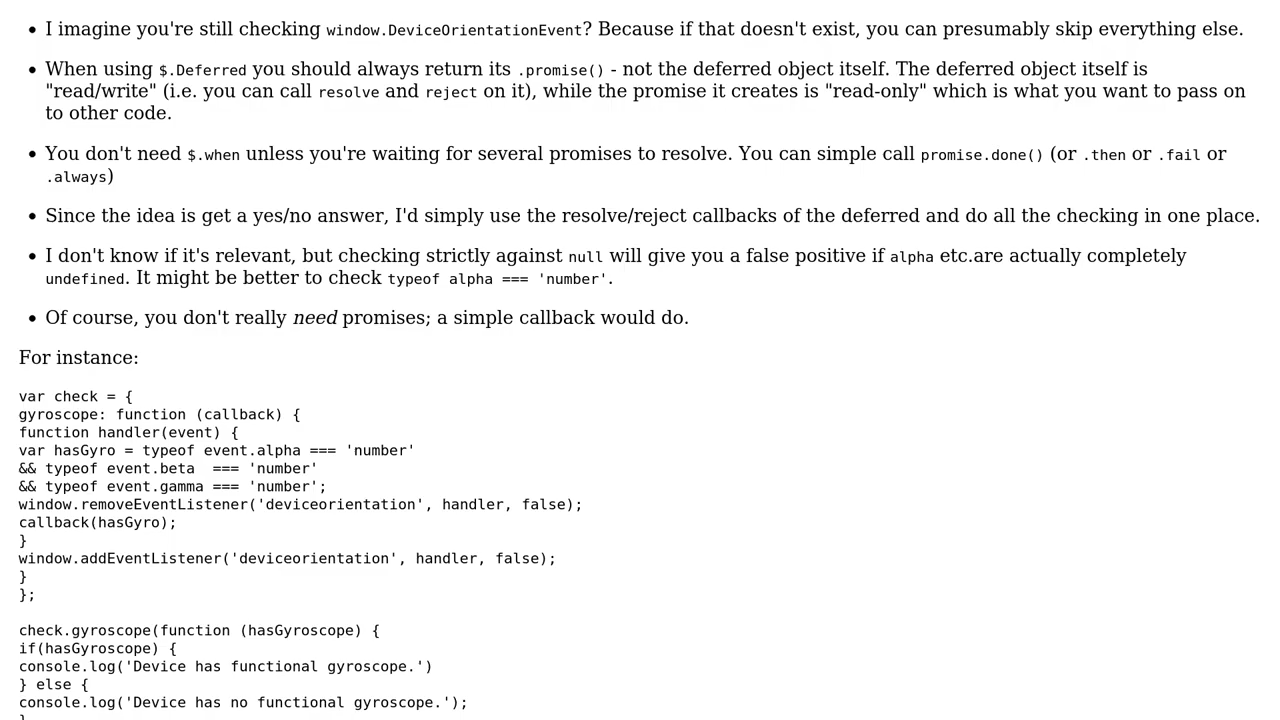 • I imagine you're still checking window.DeviceOrientationEvent? Because if that doesn't exist, you can presumably skip everything else.
• When using $.Deferred you should always return its .promise() - not the deferred object itself. The deferred object itself is
"read/write" (i.e. you can call resolve and reject on it), while the promise it creates is "read-only" which is what you want to pass on
to other code.
• You don't need $.when unless you're waiting for several promises to resolve. You can simple call promise.done() (or .then or .fail or
.always)
• Since the idea is get a yes/no answer, I'd simply use the resolve/reject callbacks of the deferred and do all the checking in one place.
• I don't know if it's relevant, but checking strictly against null will give you a false positive if alpha etc.are actually completely
undefined. It might be better to check typeof alpha === 'number'.
• Of course, you don't really need promises; a simple callback would do.
For instance:
var check = {
gyroscope: function (callback) {
function handler(event) {
var hasGyro = typeof event.alpha === 'number'
&& typeof event.beta  === 'number'
&& typeof event.gamma === 'number';
window.removeEventListener('deviceorientation', handler, false);
callback(hasGyro);
}
window.addEventListener('deviceorientation', handler, false);
}
};
check.gyroscope(function (hasGyroscope) {
if(hasGyroscope) {
console.log('Device has functional gyroscope.')
} else {
console.log('Device has no functional gyroscope.');
}